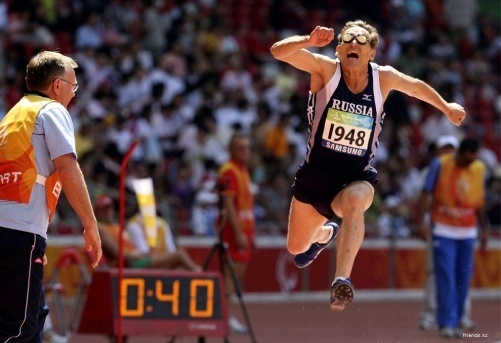 RUSSIA
1948
SAMSUNG
ART
0:40
friends.kz